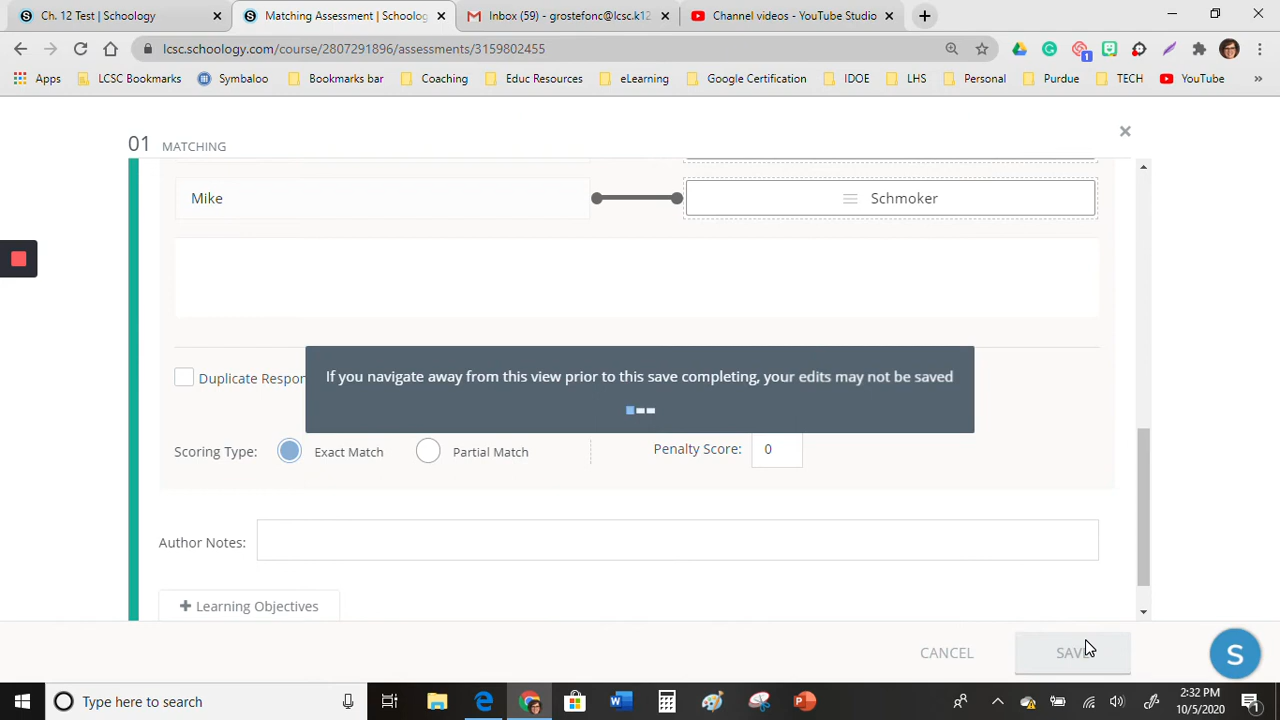 Ch. 12 Test | Schoology
Matching Assessment | Schoolog
Inbox (59) - grostefonc@lcsc.k12
Channel videos - YouTube Studio
lcsc.schoology.com/course/2807291896/assessments/3159802455
1
Apps
LCSC Bookmarks
Symbaloo
Bookmarks bar
Coaching
Educ Resources
eLearning
Google Certification
IDOE
LHS
Personal
Purdue
TECH
YouTube
»
01 MATCHING
Mike
Schmoker
If you navigate away from this view prior to this save completing, your edits may not be saved
Duplicate Respon
Scoring Type:
Exact Match
Partial Match
Penalty Score:
0
Author Notes:
+ Learning Objectives
CANCEL
SAVE
S
Type here to search
2:32 PM
10/5/2020
1